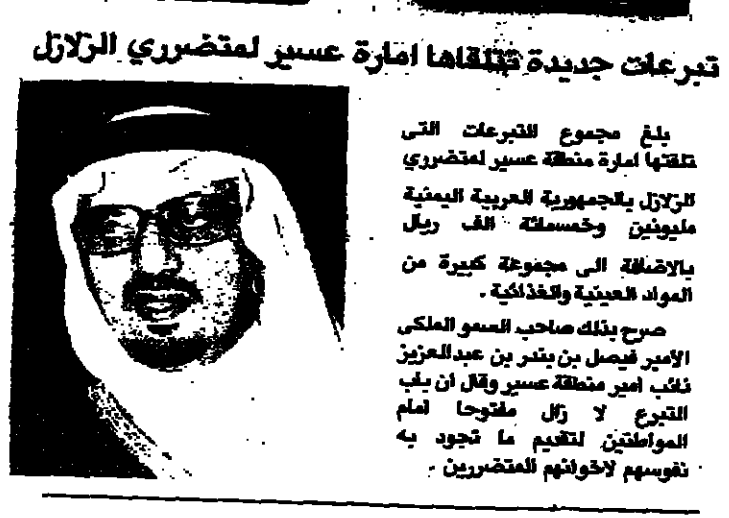 تبرعات جديدة تتلقاها امارة عسير لمتضرري الزلازل
بلغ مجموع التبرعات التى
تلقتها امارة منطقة عسير لمتضرري
الزلازل بالجمهورية العربية اليمنية
مليونين وخمسمائة الف ريال
بالاضافة الى مجموعة كبيرة من
المواد العينية والغذائية .
صرح بذلك صاحب السمو الملكى
الأمير فيصل بن بندر بن عبدالعزيز
نائب امير منطقة عسير وقال ان باب
التبرع لا زال مفتوحا امام
المواطنين لتقديم ما تجود به
نفوسهم لاخوانهم المتضررين .